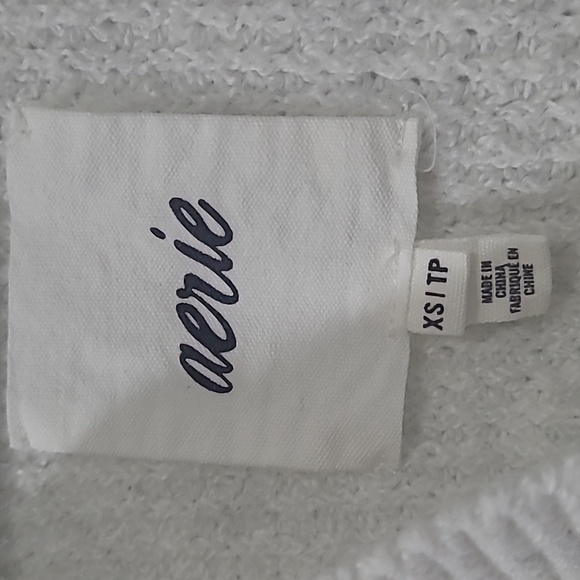 aerie
XS | TP
MADE IN
CHINA
FABRIQUÉ EN
CHINE